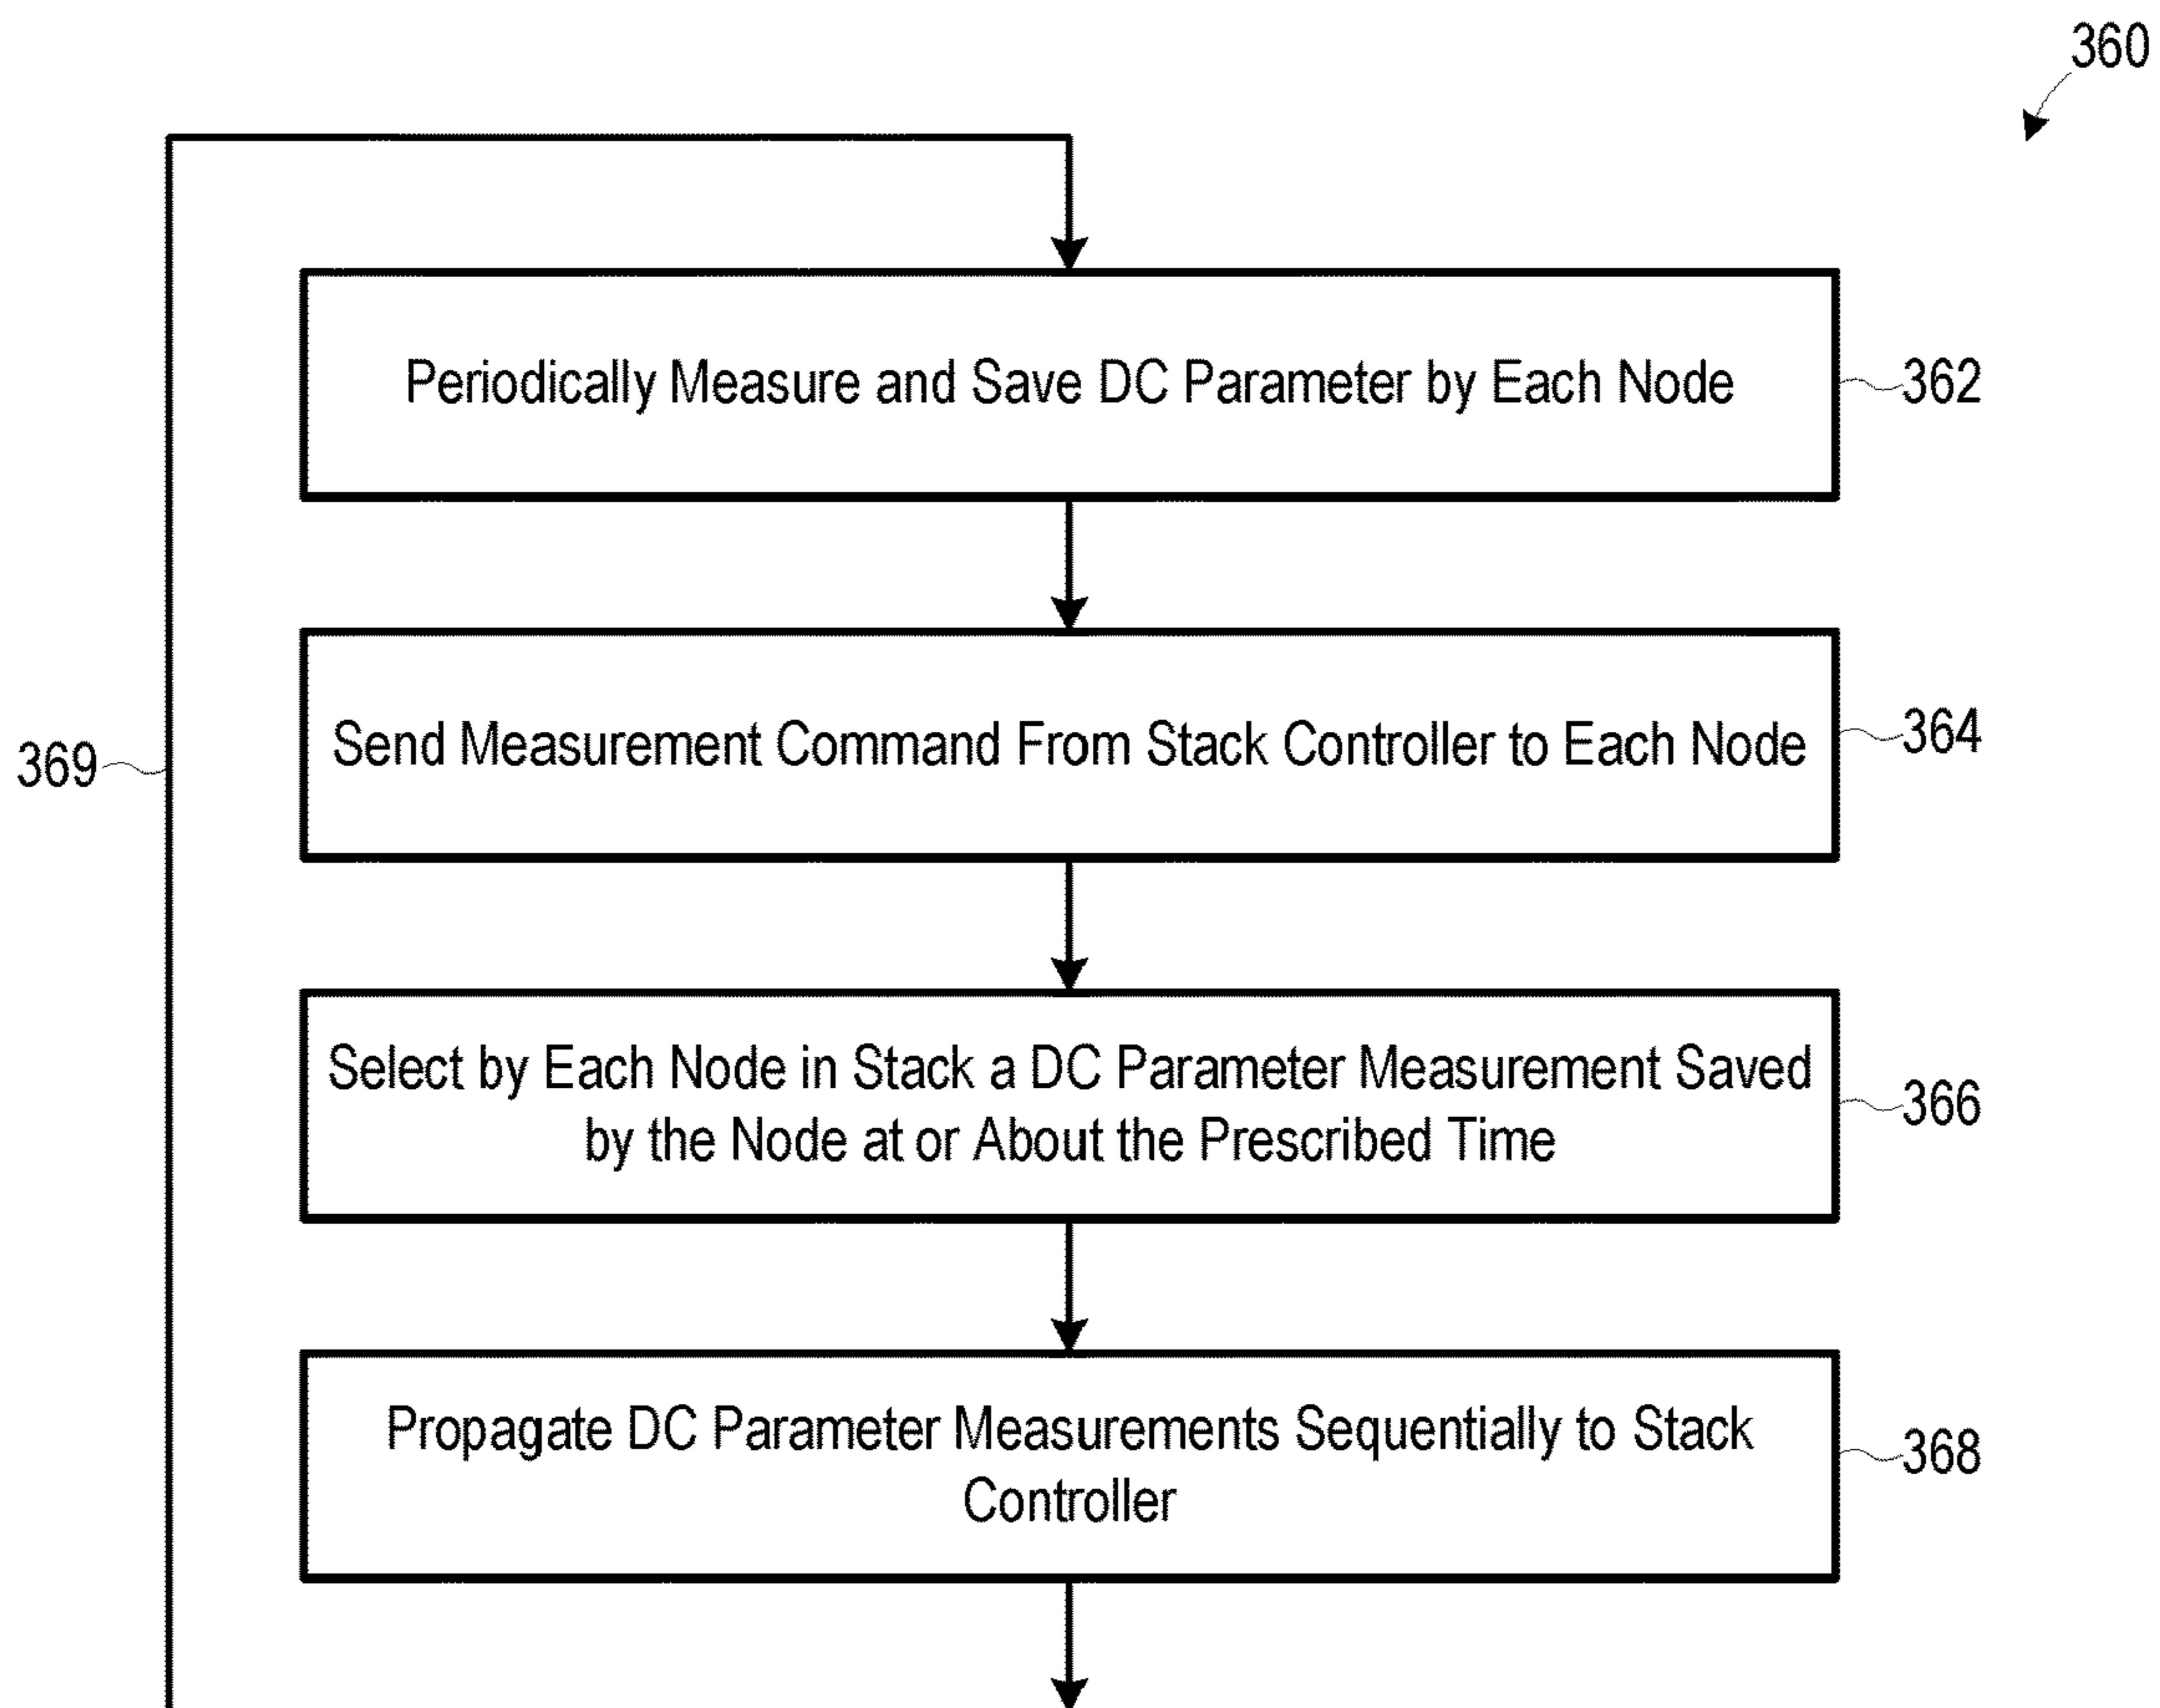 360
Periodically Measure and Save DC Parameter by Each Node
362
Send Measurement Command From Stack Controller to Each Node
364
369
Select by Each Node in Stack a DC Parameter Measurement Saved
by the Node at or About the Prescribed Time
366
Propagate DC Parameter Measurements Sequentially to Stack
Controller
368